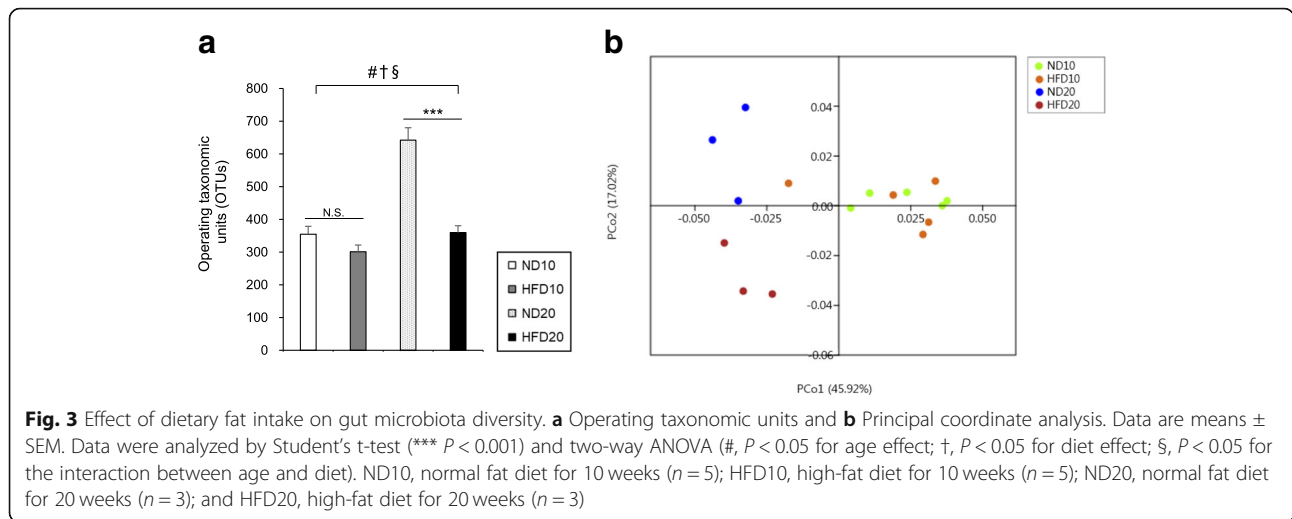 a
Operating taxonomic
units (OTUs)
800
700
600
500
400
300
200
100
0
#†§
***
N.S.
ND10
HFD10
ND20
HFD20
b
PCo2 (17.02%)
0.04
0.02
0.00
-0.02
-0.04
-0.06
-0.050
-0.025
0.025
0.050
PCo1 (45.92%)
ND10
HFD10
ND20
HFD20
Fig. 3 Effect of dietary fat intake on gut microbiota diversity. a Operating taxonomic units and b Principal coordinate analysis. Data are means ±
SEM. Data were analyzed by Student's t-test (*** P < 0.001) and two-way ANOVA (#, P < 0.05 for age effect; †, P < 0.05 for diet effect; §, P < 0.05 for
the interaction between age and diet). ND10, normal fat diet for 10 weeks (n = 5); HFD10, high-fat diet for 10 weeks (n = 5); ND20, normal fat diet
for 20 weeks (n = 3); and HFD20, high-fat diet for 20 weeks (n = 3)